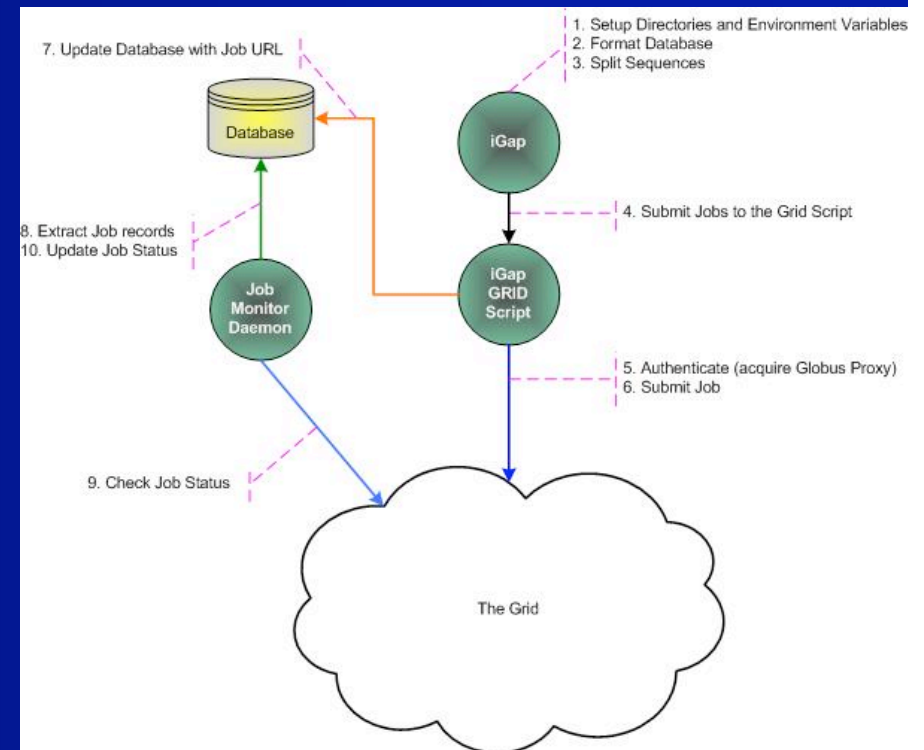 1. Setup Directories and Environment Variables
2. Format Database
3. Split Sequences
7. Update Database with Job URL
Database
iGap
4. Submit Jobs to the Grid Script
8. Extract Job records
10. Update Job Status
Job
Monitor
Daemon
iGap
GRID
Script
5. Authenticate (acquire Globus Proxy)
6. Submit Job
9. Check Job Status
The Grid